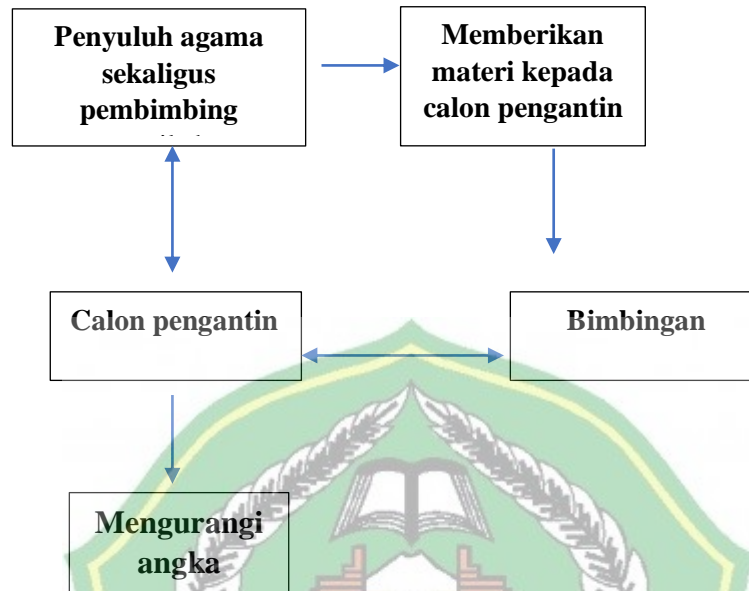 Penyuluh agama
sekaligus
pembimbing
Memberikan
materi kepada
calon pengantin
Calon pengantin
Bimbingan
Mengurangi
angka